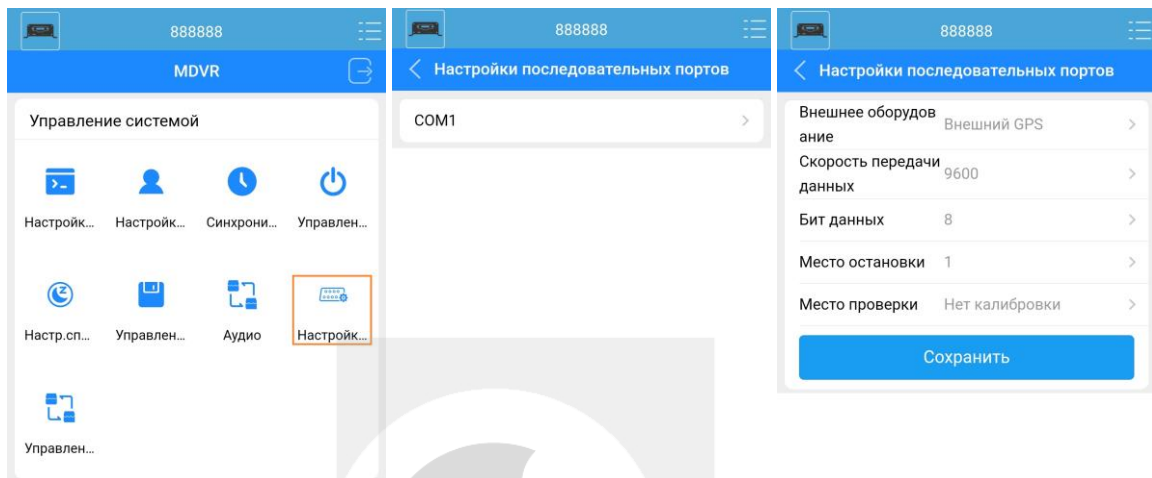 888888
MDVR
Управление системой
Настройк... Настройк... Синхрони... Управлен...
Настр.сп... Управлен... Аудио Настройк...
Управлен...
888888
Настройки последовательных портов
COM1
888888
Настройки последовательных портов
Внешнее оборудов
ание
Внешний GPS
Скорость передачи
данных
9600
Бит данных 8
Место остановки 1
Место проверки Нет калибровки
Сохранить